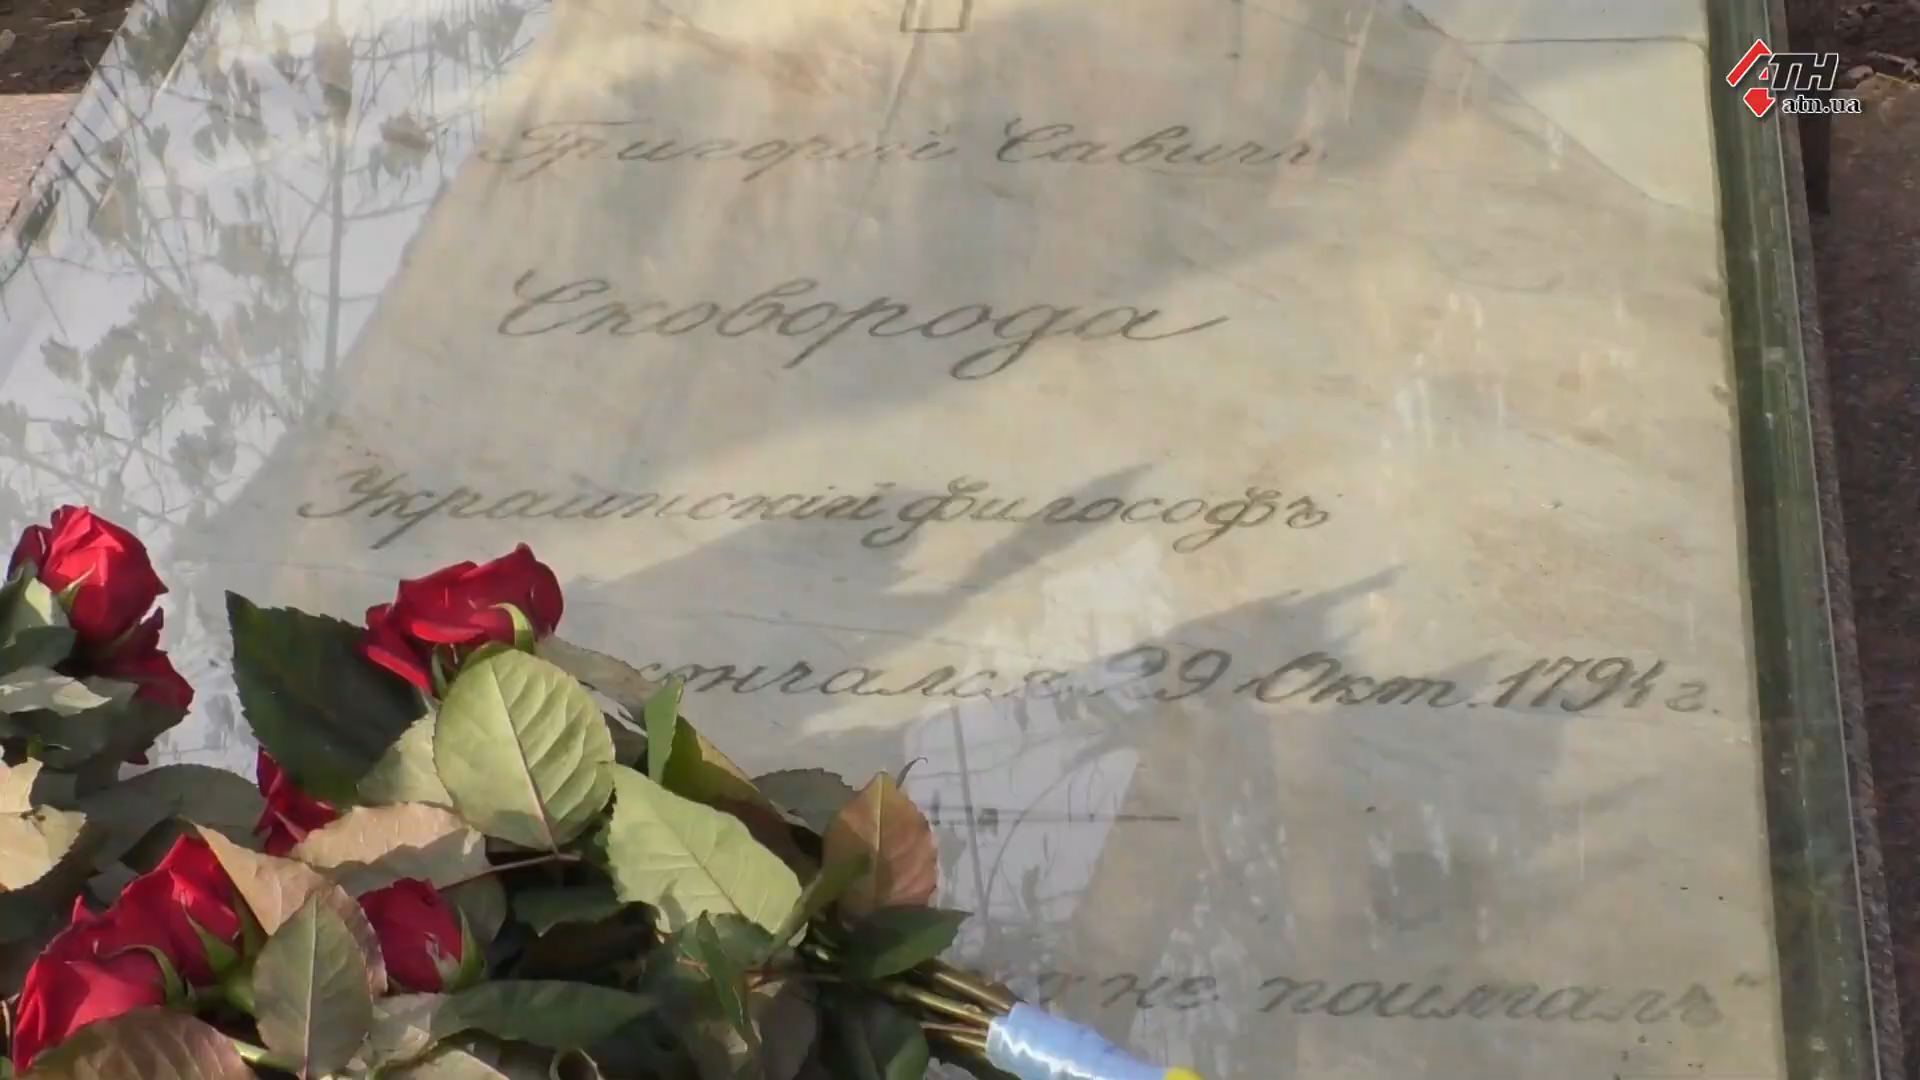 АТН
atn.ua
Григорій Савичъ
Сковорода
Украинскій философъ
скончался 29 Окт. 1794 г.
не поймалъ"